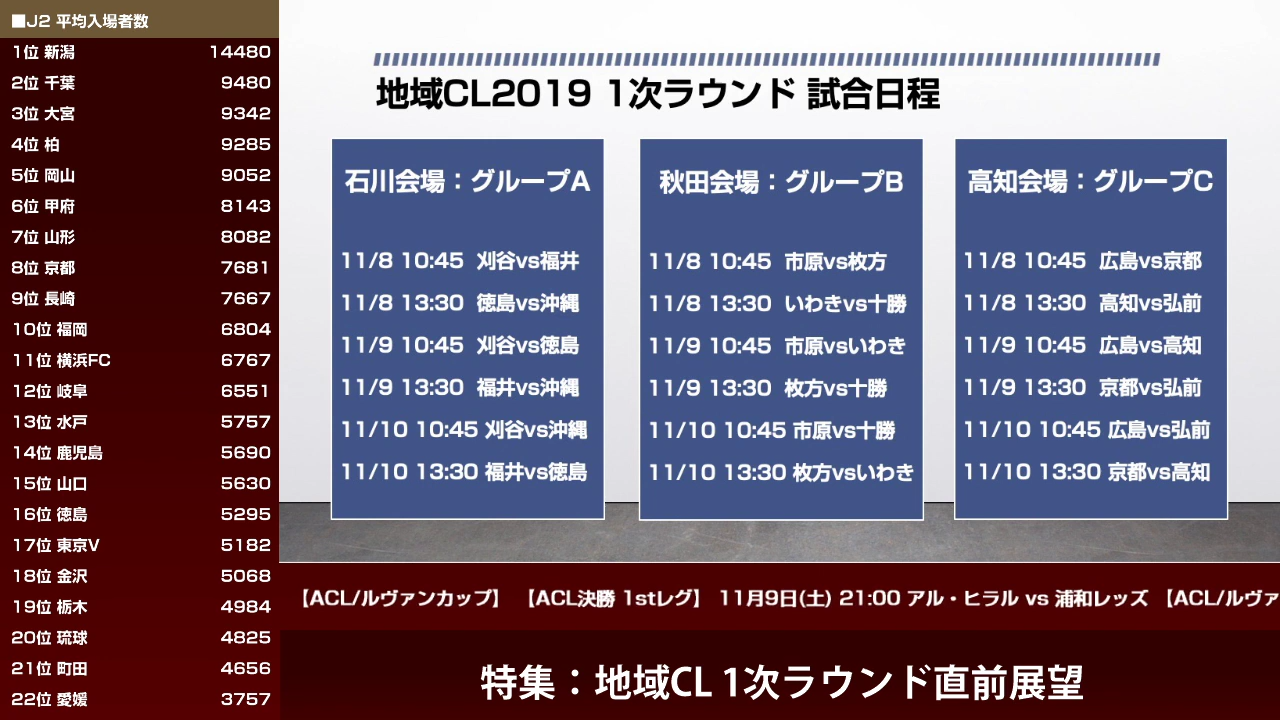 ■J2 平均入場者数
1位 新潟 14480
2位 千葉 9480
3位 大宮 9342
4位 柏 9285
5位 岡山 9052
6位 甲府 8143
7位 山形 8082
8位 京都 7681
9位 長崎 7667
10位 福岡 6804
11位 横浜FC 6767
12位 岐阜 6551
13位 水戸 5757
14位 鹿児島 5690
15位 山口 5630
16位 徳島 5295
17位 東京V 5182
18位 金沢 5068
19位 栃木 4984
20位 琉球 4825
21位 町田 4656
22位 愛媛 3757
地域CL2019 1次ラウンド 試合日程
石川会場：グループA
11/8 10:45 刈谷vs福井
11/8 13:30 徳島vs沖縄
11/9 10:45 刈谷vs徳島
11/9 13:30 福井vs沖縄
11/10 10:45 刈谷vs沖縄
11/10 13:30 福井vs徳島
秋田会場：グループB
11/8 10:45 市原vs枚方
11/8 13:30 いわきvs十勝
11/9 10:45 市原vsいわき
11/9 13:30 枚方vs十勝
11/10 10:45 市原vs十勝
11/10 13:30 枚方vsいわき
高知会場：グループC
11/8 10:45 広島vs京都
11/8 13:30 高知vs弘前
11/9 10:45 広島vs高知
11/9 13:30 京都vs弘前
11/10 10:45 広島vs弘前
11/10 13:30 京都vs高知
【ACL/ルヴァンカップ】 【ACL決勝 1stレグ】 11月9日(土) 21:00 アル・ヒラル vs 浦和レッズ 【ACL/ルヴァ
特集：地域CL 1次ラウンド直前展望